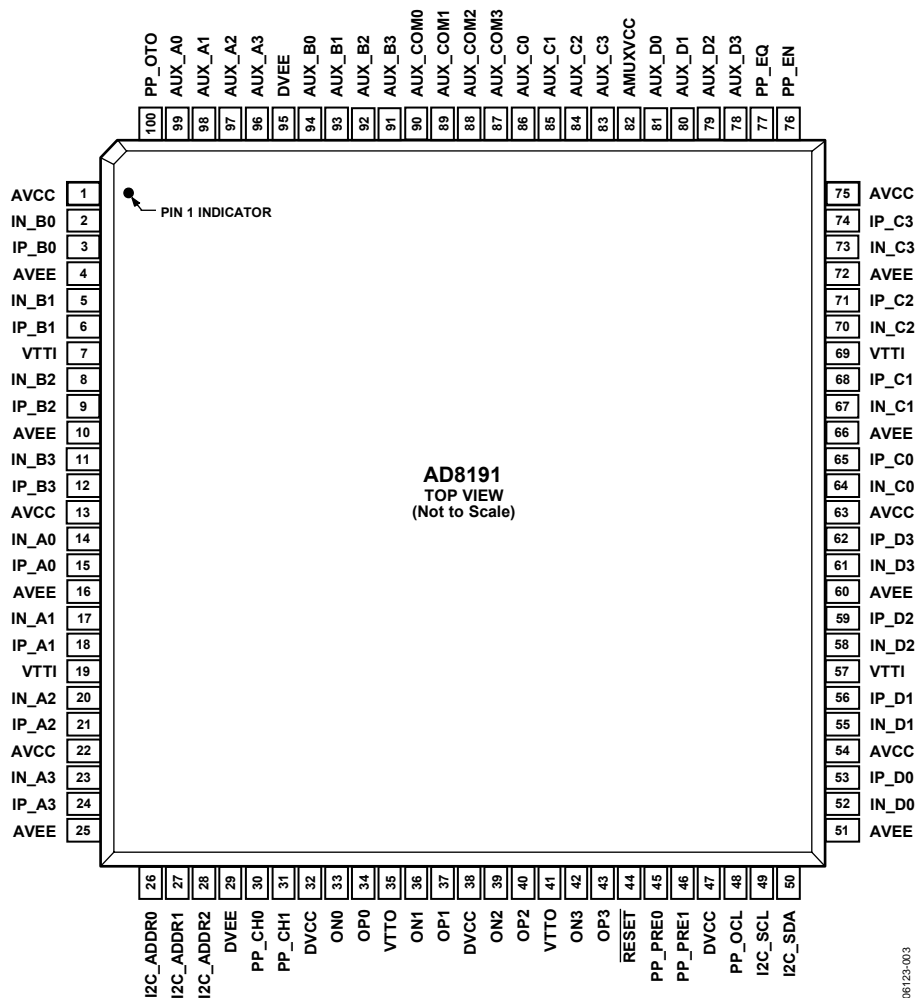 PP_OTO
AUX_A0
AUX_A1
AUX_A2
AUX_A3
DVEE
AUX_B0
AUX_B1
AUX_B2
AUX_B3
AUX_COM0
AUX_COM1
AUX_COM2
AUX_COM3
AUX_C0
AUX_C1
AUX_C2
AUX_C3
AMUXVCC
AUX_D0
AUX_D1
AUX_D2
AUX_D3
PP_EQ
PP_EN
100
99
98
97
96
95
94
93
92
91
90
89
88
87
86
85
84
83
82
81
80
79
78
77
76
AVCC 1
IN_B0 2
IP_B0 3
AVEE 4
IN_B1 5
IP_B1 6
VTTI 7
IN_B2 8
IP_B2 9
AVEE 10
IN_B3 11
IP_B3 12
AVCC 13
IN_A0 14
IP_A0 15
AVEE 16
IN_A1 17
IP_A1 18
VTTI 19
IN_A2 20
IP_A2 21
AVCC 22
IN_A3 23
IP_A3 24
AVEE 25
PIN 1 INDICATOR
AD8191
TOP VIEW
(Not to Scale)
75 AVCC
74 IP_C3
73 IN_C3
72 AVEE
71 IP_C2
70 IN_C2
69 VTTI
68 IP_C1
67 IN_C1
66 AVEE
65 IP_C0
64 IN_C0
63 AVCC
62 IP_D3
61 IN_D3
60 AVEE
59 IP_D2
58 IN_D2
57 VTTI
56 IP_D1
55 IN_D1
54 AVCC
53 IP_D0
52 IN_D0
51 AVEE
26
27
28
29
30
31
32
33
34
35
36
37
38
39
40
41
42
43
44
45
46
47
48
49
50
I2C_ADDR0
I2C_ADDR1
I2C_ADDR2
DVEE
PP_CH0
PP_CH1
DVCC
ON0
OP0
VTTO
ON1
OP1
DVCC
ON2
OP2
VTTO
ON3
OP3
RESET
PP_PRE0
PP_PRE1
DVCC
PP_OCL
I2C_SCL
I2C_SDA
06123-003